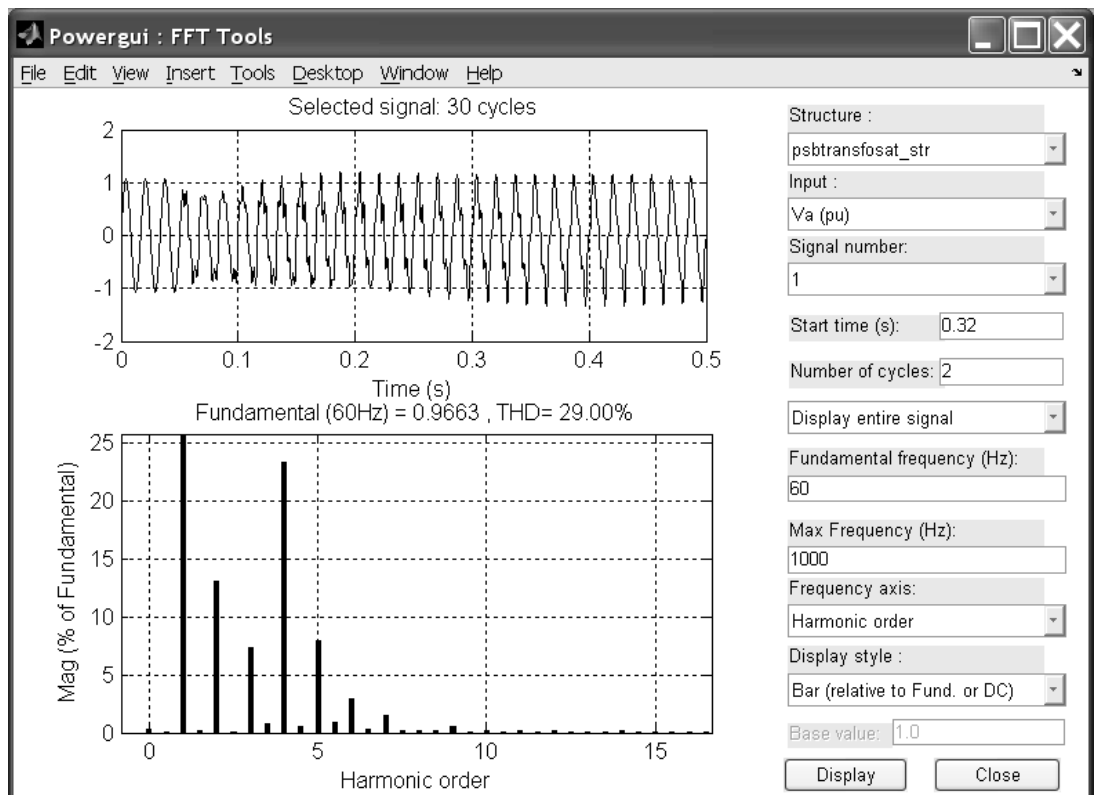 Powergui : FFT Tools
File Edit View Insert Tools Desktop Window Help
Selected signal: 30 cycles
2
1
0
-1
-2
0 0.1 0.2 0.3 0.4 0.5
Time (s)
Fundamental (60Hz) = 0.9663 , THD= 29.00%
25
20
15
10
5
0
Mag (% of Fundamental)
0 5 10 15
Harmonic order
Structure :
psbtransfosat_str
Input :
Va (pu)
Signal number:
1
Start time (s): 0.32
Number of cycles: 2
Display entire signal
Fundamental frequency (Hz):
60
Max Frequency (Hz):
1000
Frequency axis:
Harmonic order
Display style :
Bar (relative to Fund. or DC)
Base value: 1.0
Display Close